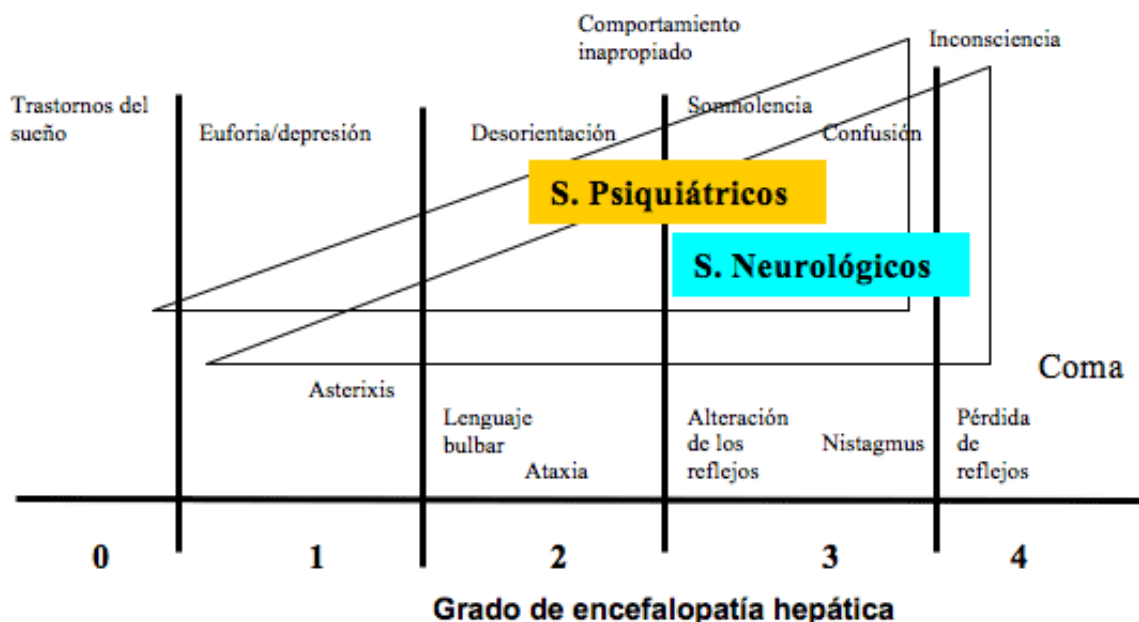 Comportamiento
inapropiado
Inconsciencia
Trastornos del
sueño
Somnolencia
Euforia/depresión
Desorientación
Confusión
S. Psiquiátricos
S. Neurológicos
Coma
Asterixis
Lenguaje
bulbar
Ataxia
Alteración
de los
reflejos
Nistagmus
Pérdida
de
reflejos
0 1 2 3 4
Grado de encefalopatía hepática